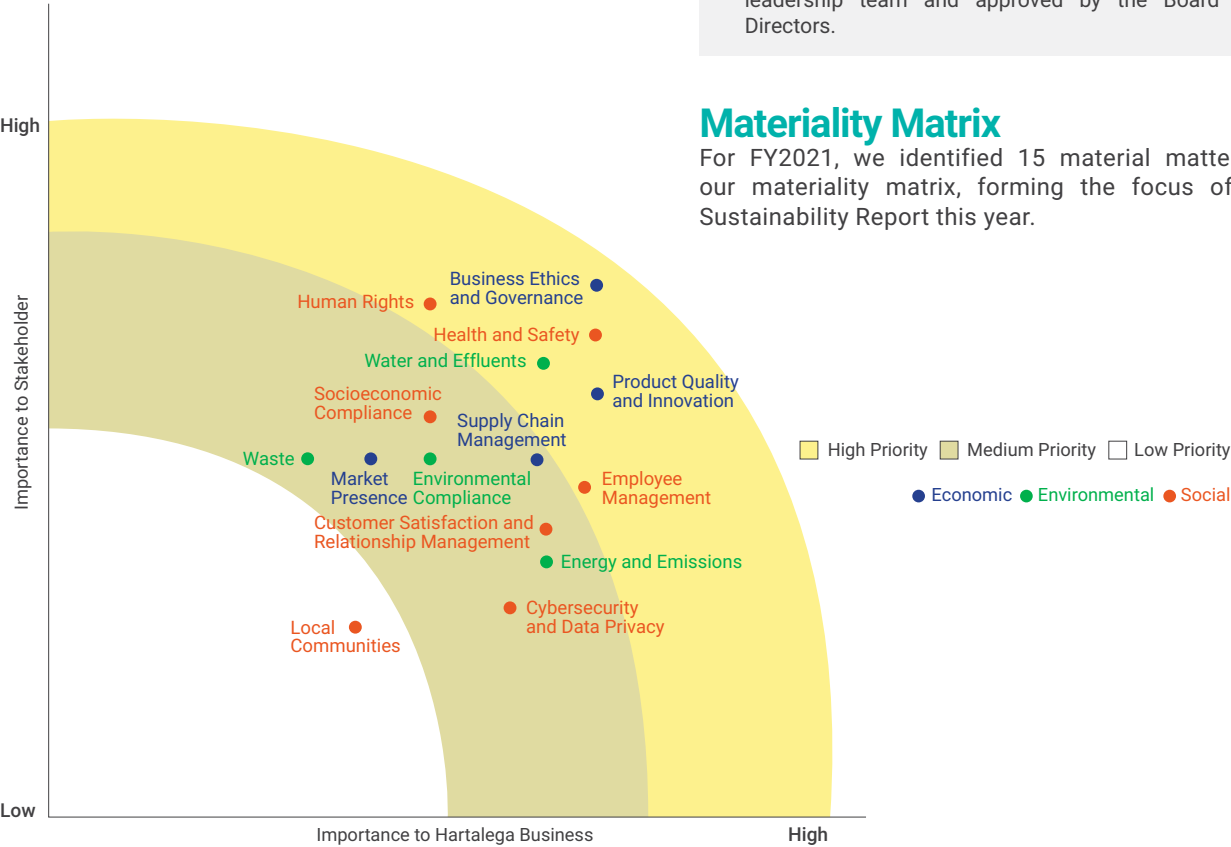 leadership team and approved by the Board
Directors.
Materiality Matrix
For FY2021, we identified 15 material matte
our materiality matrix, forming the focus of
Sustainability Report this year.
High
Importance to Stakeholder
Low
Business Ethics
and Governance
Human Rights
Health and Safety
Water and Effluents
Product Quality
and Innovation
Socioeconomic
Compliance
Supply Chain
Management
Waste
Market
Presence
Environmental
Compliance
Employee
Management
Customer Satisfaction and
Relationship Management
Energy and Emissions
Cybersecurity
and Data Privacy
Local
Communities
High Priority Medium Priority Low Priority
Economic Environmental Social
Importance to Hartalega Business
High